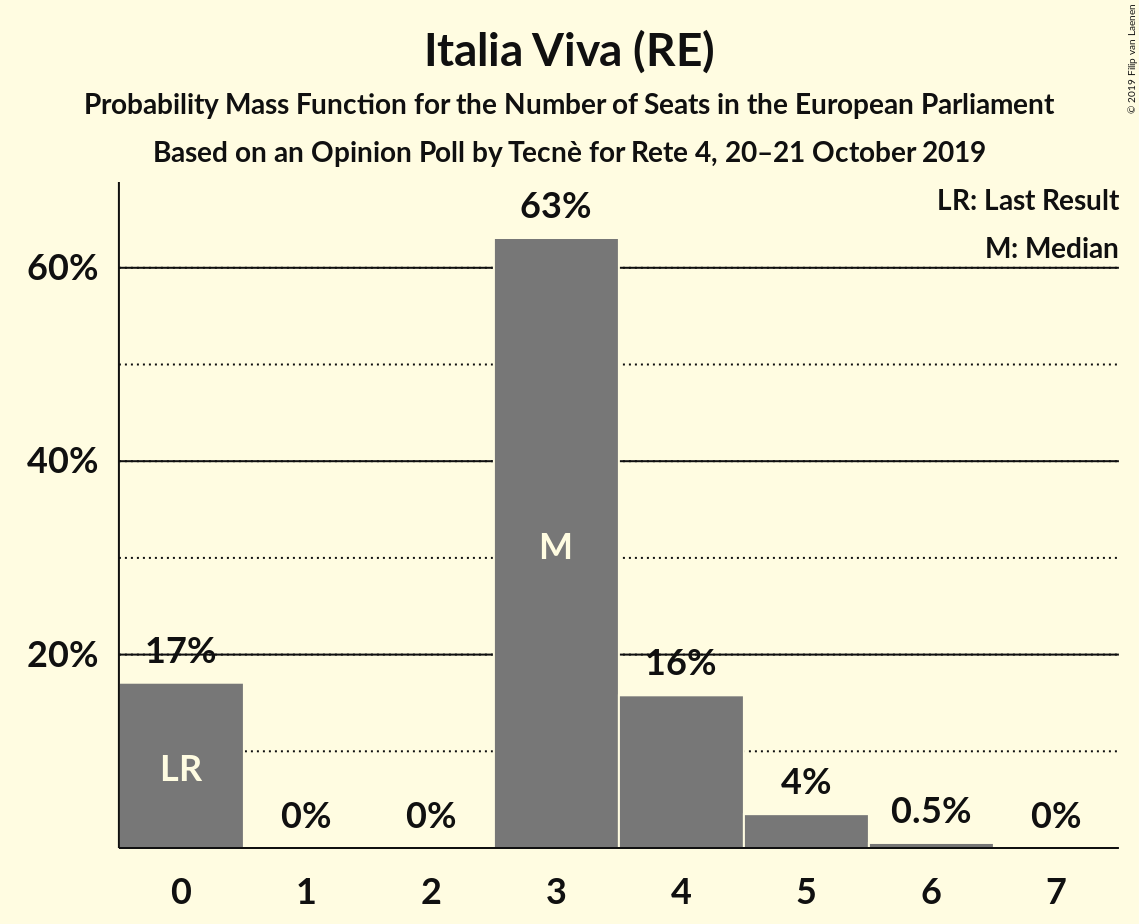 Italia Viva (RE)
Probability Mass Function for the Number of Seats in the European Parliament
Based on an Opinion Poll by Tecnè for Rete 4, 20–21 October 2019
© 2019 Filip van Laenen
LR: Last Result
M: Median
63%
60%
40%
M
20%
17%
16%
LR
0%
0%
4%
0.5%
0%
0 1 2 3 4 5 6 7